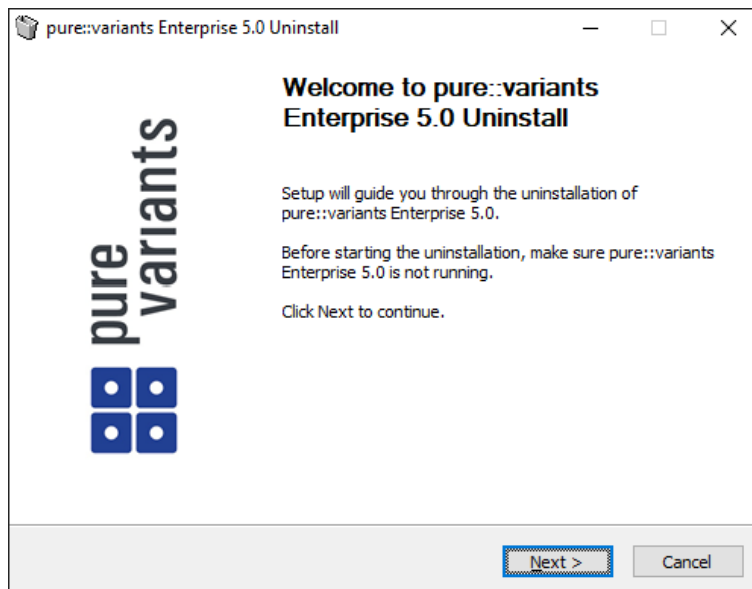 pure::variants Enterprise 5.0 Uninstall
Welcome to pure::variants
Enterprise 5.0 Uninstall
pure
variants
Setup will guide you through the uninstallation of
pure::variants Enterprise 5.0.
Before starting the uninstallation, make sure pure::variants
Enterprise 5.0 is not running.
Click Next to continue.
Next >
Cancel